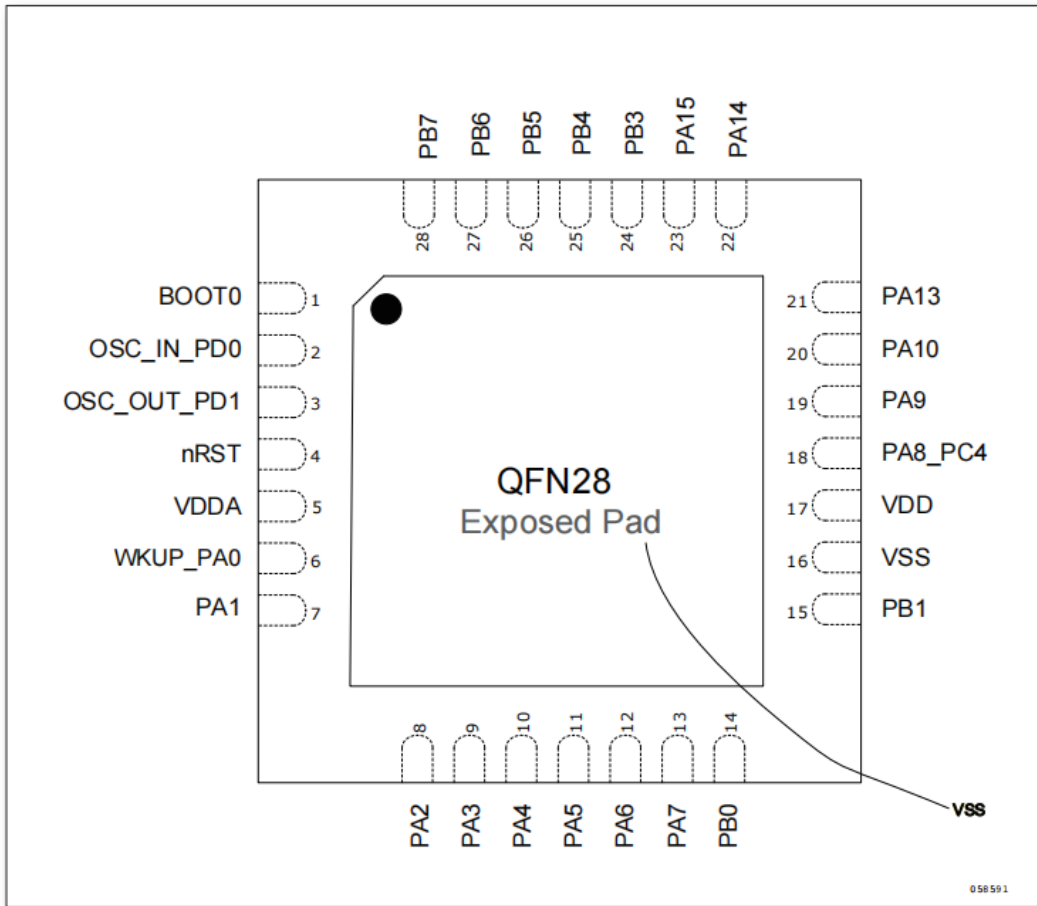 PB7 PB6 PB5 PB4 PB3 PA15 PA14
28 27 26 25 24 23 22
BOOT0 1
OSC_IN_PD0 2
OSC_OUT_PD1 3
nRST 4
VDDA 5
WKUP_PA0 6
PA1 7
QFN28
Exposed Pad
21 PA13
20 PA10
19 PA9
18 PA8_PC4
17 VDD
16 VSS
15 PB1
8 9 10 11 12 13 14
PA2 PA3 PA4 PA5 PA6 PA7 PB0
VSS
058591